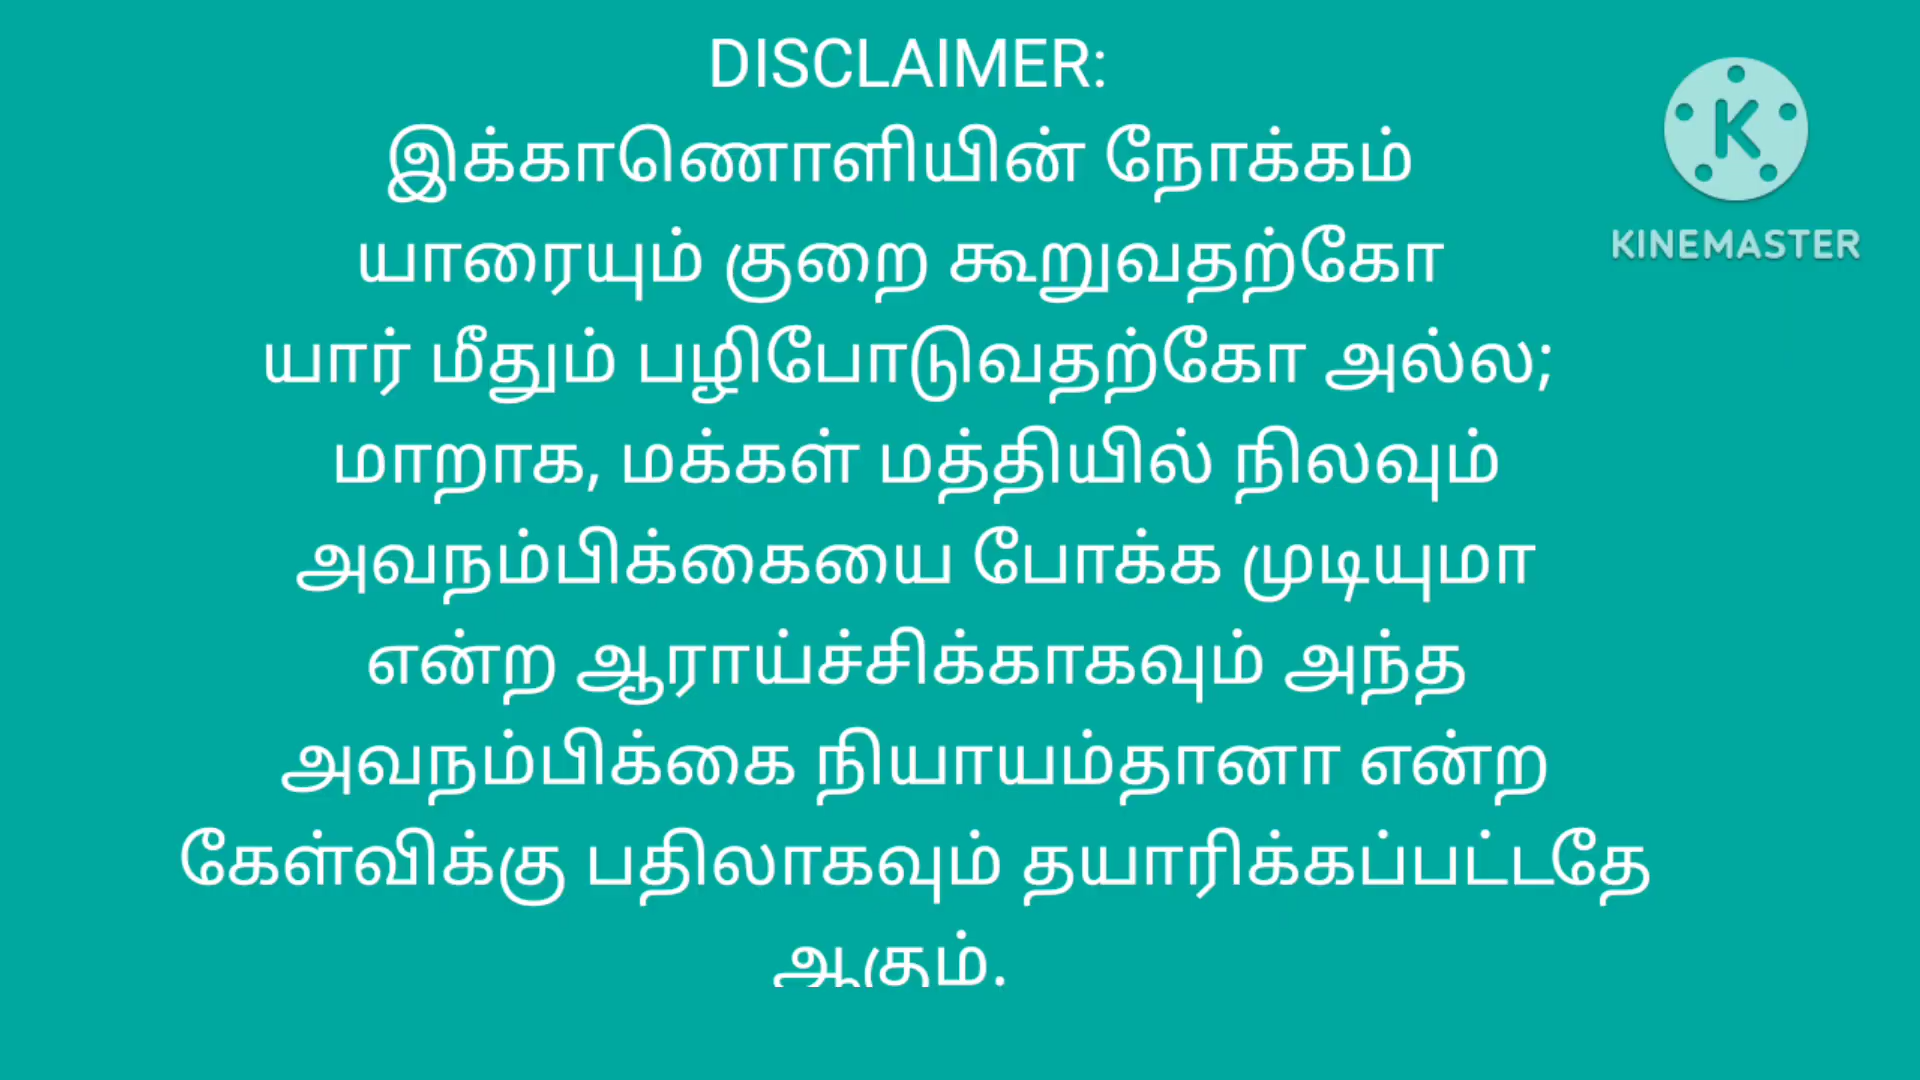 DISCLAIMER:
இக்காணொளியின் நோக்கம்
யாரையும் குறை கூறுவதற்கோ
யார் மீதும் பழிபோடுவதற்கோ அல்ல;
மாறாக, மக்கள் மத்தியில் நிலவும்
அவநம்பிக்கையை போக்க முடியுமா
என்ற ஆராய்ச்சிக்காகவும் அந்த
அவநம்பிக்கை நியாயம்தானா என்ற
கேள்விக்கு பதிலாகவும் தயாரிக்கப்பட்டதே
ஆகும்.
K
KINEMASTER